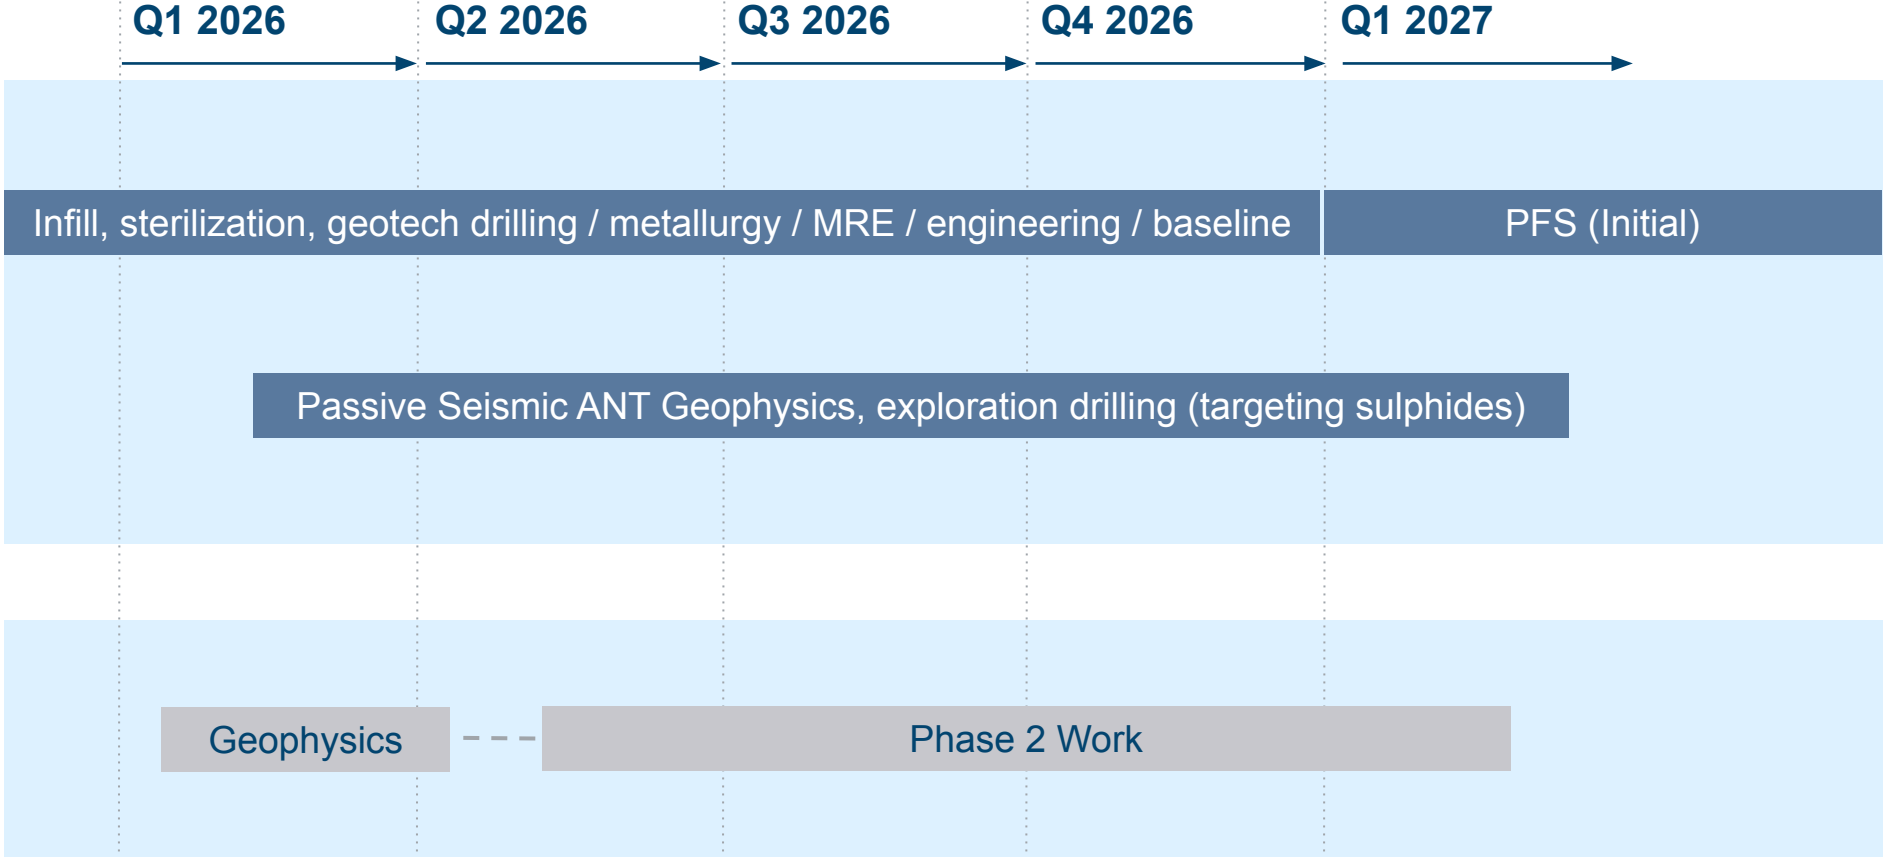 Q1 2026 Q2 2026 Q3 2026 Q4 2026 Q1 2027
Infill, sterilization, geotech drilling / metallurgy / MRE / engineering / baseline PFS (Initial)
Passive Seismic ANT Geophysics, exploration drilling (targeting sulphides)
Geophysics Phase 2 Work